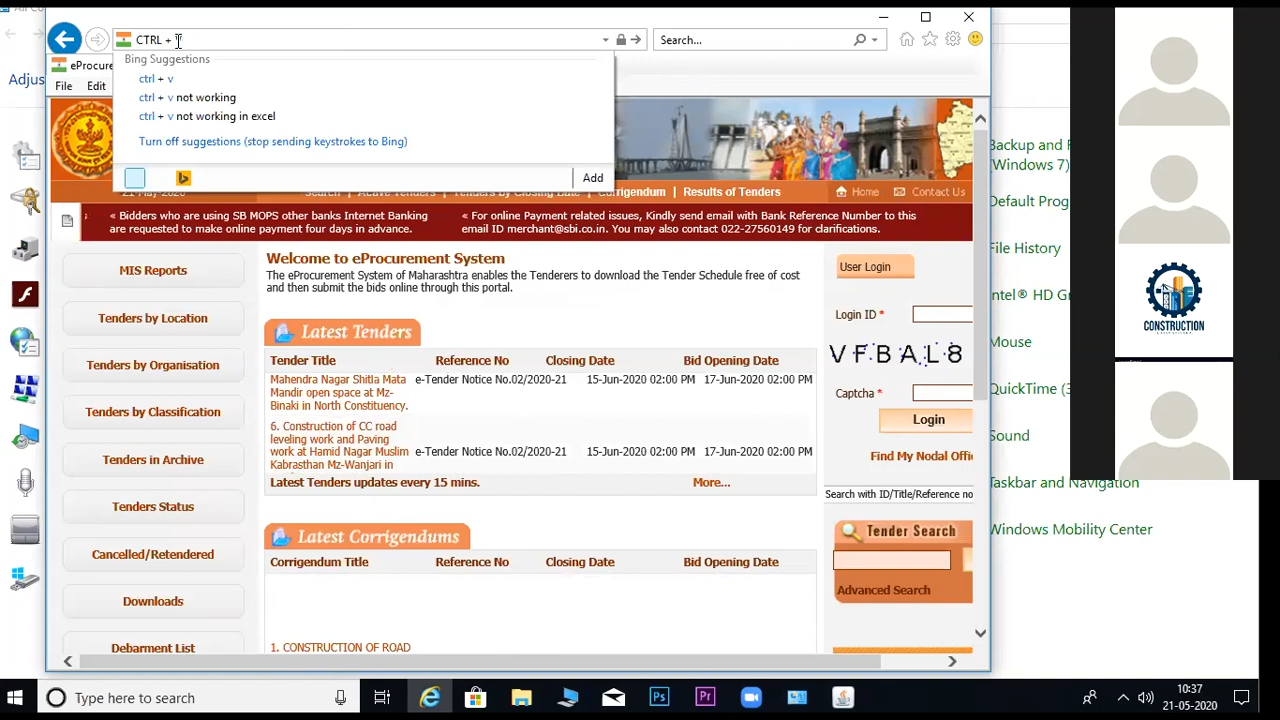 CTRL +
Search...
Bing Suggestions
ctrl + v
ctrl + v not working
ctrl + v not working in excel
Turn off suggestions (stop sending keystrokes to Bing)
Add
eProcure
File Edit
Adjus
Search | Active Tenders | Tenders by Closing Date | Corrigendum | Results of Tenders
Home Contact Us
« Bidders who are using SB MOPS other banks Internet Banking
are requested to make online payment four days in advance.
« For online Payment related issues, Kindly send email with Bank Reference Number to this
email ID merchant@sbi.co.in. You may also contact 022-27560149 for clarifications.
MIS Reports
Tenders by Location
Tenders by Organisation
Tenders by Classification
Tenders in Archive
Tenders Status
Cancelled/Retendered
Downloads
Debarment List
Welcome to eProcurement System
The eProcurement System of Maharashtra enables the Tenderers to download the Tender Schedule free of cost
and then submit the bids online through this portal.
Latest Tenders
Tender Title Reference No Closing Date Bid Opening Date
Mahendra Nagar Shitla Mata
Mandir open space at Mz-
Binaki in North Constituency.
e-Tender Notice No.02/2020-21 15-Jun-2020 02:00 PM 17-Jun-2020 02:00 PM
6. Construction of CC road
leveling work and Paving
work at Hamid Nagar Muslim
Kabrasthan Mz-Wanjari in
e-Tender Notice No.02/2020-21 15-Jun-2020 02:00 PM 17-Jun-2020 02:00 PM
Latest Tenders updates every 15 mins.
More...
Latest Corrigendums
Corrigendum Title Reference No Closing Date Bid Opening Date
1. CONSTRUCTION OF ROAD
User Login
Login ID *
VFBAL8
Captcha *
Login
Find My Nodal Offi
Search with ID/Title/Reference no
Tender Search
Advanced Search
Backup and R
(Windows 7)
Default Prog
File History
Intel® HD Gr
Mouse
QuickTime (3
Sound
Taskbar and Navigation
Windows Mobility Center
CONSTRUCTION
Type here to search
Ps
Pr
10:37
21-05-2020